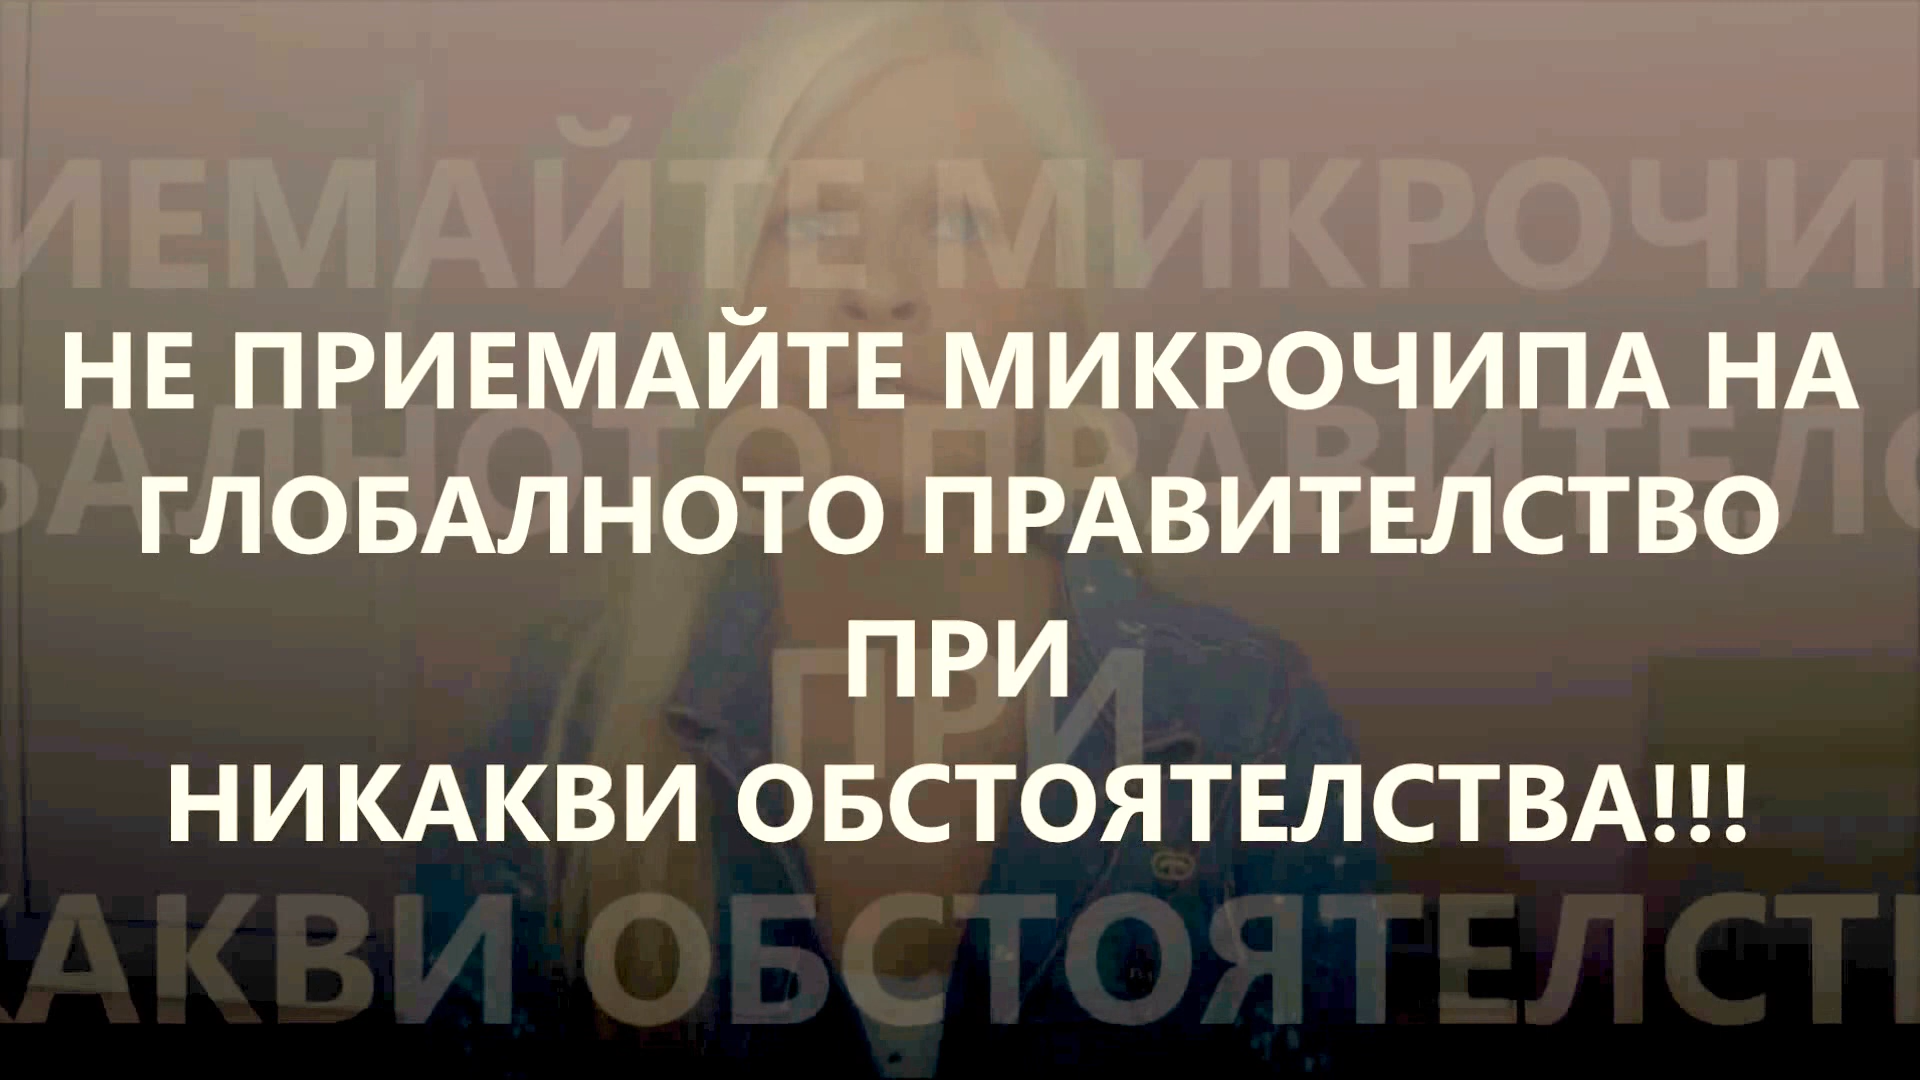 НЕ ПРИЕМАЙТЕ МИКРОЧИПА НА
ГЛОБАЛНОТО ПРАВИТЕЛСТВО
ПРИ
НИКАКВИ ОБСТОЯТЕЛСТВА!!!